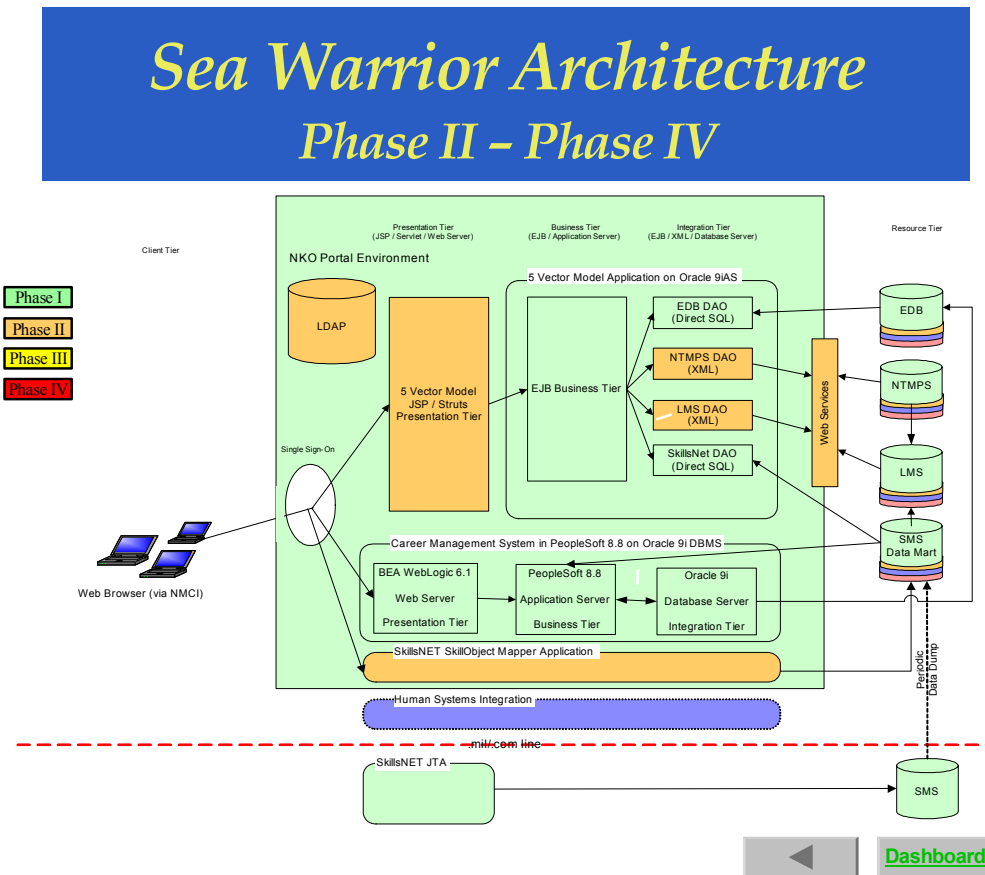 Sea Warrior Architecture
Phase II – Phase IV
Client Tier
Presentation Tier
(JSP / Servlet / Web Server)
Business Tier
(EJB / Application Server)
Integration Tier
(EJB / XML / Database Server)
Resource Tier
Phase I
Phase II
Phase III
Phase IV
NKO Portal Environment
LDAP
5 Vector Model
JSP / Struts
Presentation Tier
5 Vector Model Application on Oracle 9iAS
EJB Business Tier
EDB DAO
(Direct SQL)
NTMPS DAO
(XML)
LMS DAO
(XML)
SkillsNet DAO
(Direct SQL)
Web Services
EDB
NTMPS
LMS
SMS
Data Mart
Single Sign-On
Web Browser (via NMCI)
Career Management System in PeopleSoft 8.8 on Oracle 9i DBMS
BEA WebLogic 6.1
Web Server
Presentation Tier
PeopleSoft 8.8
Application Server
Business Tier
Oracle 9i
Database Server
Integration Tier
SkillsNET SkillObject Mapper Application
Periodic
Data Dump
Human Systems Integration
.mil/.com line
SkillsNET JTA
SMS
Dashboard